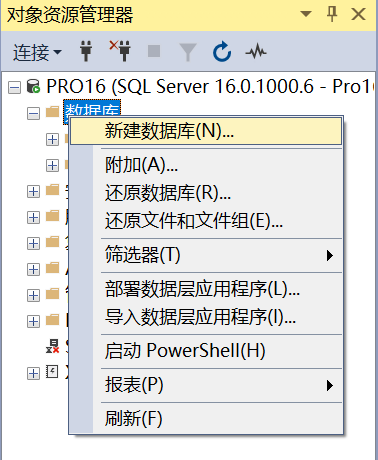 对象资源管理器
连接
PRO16 (SQL Server 16.0.1000.6 - Pro16
数据库
新建数据库(N)...
附加(A)...
还原数据库(R)...
还原文件和文件组(E)...
筛选器(T)
部署数据层应用程序(L)...
导入数据层应用程序(I)...
启动 PowerShell(H)
报表(P)
刷新(F)